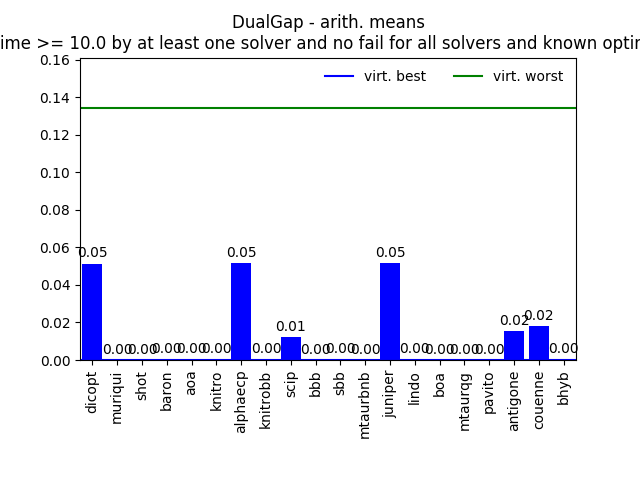 DualGap - arith. means
ime >= 10.0 by at least one solver and no fail for all solvers and known optim
0.16
virt. best virt. worst
0.14
0.12
0.10
0.08
0.06
0.04
0.02
0.00
0.05 0.00 0.00 0.00 0.00 0.00 0.05 0.00 0.01 0.00 0.00 0.00 0.05 0.00 0.00 0.00 0.00 0.02 0.02 0.00
dicopt
muriqui
shot
baron
aoa
knitro
alphaecp
knitrobb
scip
bbb
sbb
mtaurbnb
juniper
lindo
boa
mtaurqg
pavito
antigone
couenne
bhyb